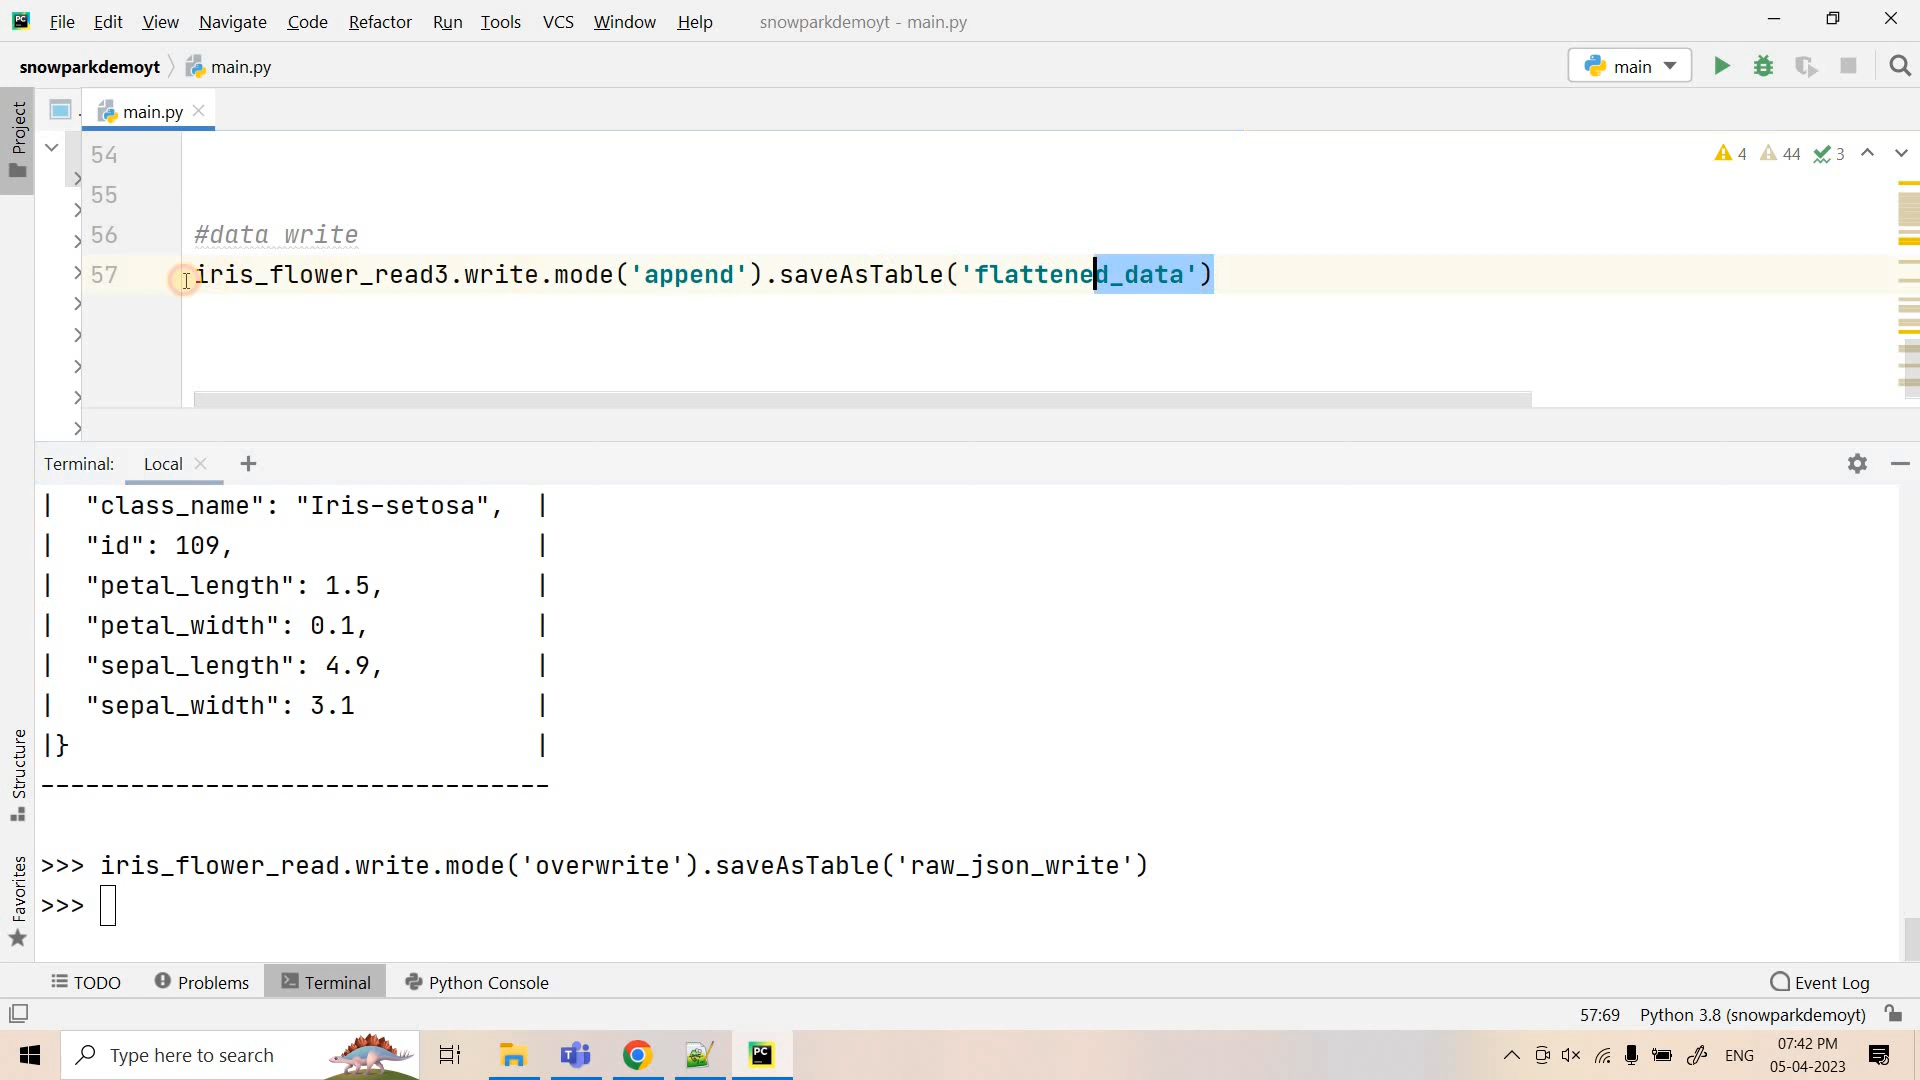 PC File Edit View Navigate Code Refactor Run Tools VCS Window Help snowparkdemoyt - main.py
snowparkdemoyt main.py main
Project
main.py
54 4 44 3
55
56 #data write
57 iris_flower_read3.write.mode('append').saveAsTable('flattened_data')
Terminal: Local
| "class_name": "Iris-setosa", |
| "id": 109, |
| "petal_length": 1.5, |
| "petal_width": 0.1, |
| "sepal_length": 4.9, |
| "sepal_width": 3.1 |
|} |
----------------------------------
Structure
>>> iris_flower_read.write.mode('overwrite').saveAsTable('raw_json_write')
>>>
Favorites
TODO Problems Terminal Python Console Event Log
57:69 Python 3.8 (snowparkdemoyt)
Type here to search PC ENG 07:42 PM
05-04-2023